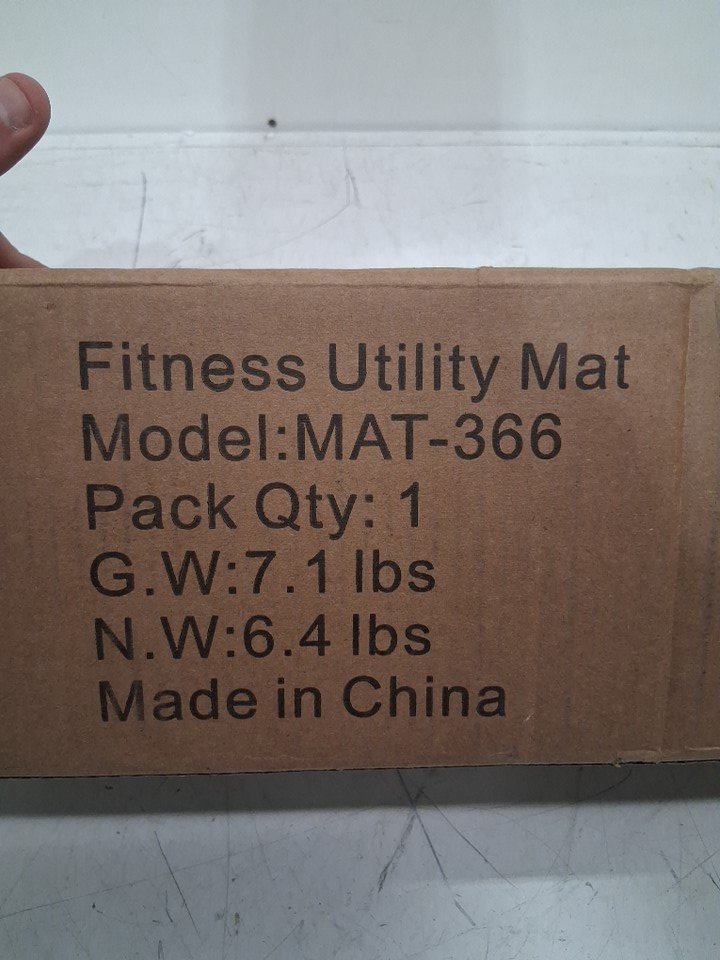 Fitness Utility Mat
Model:MAT-366
Pack Qty: 1
G.W:7.1 lbs
N.W:6.4 lbs
Made in China